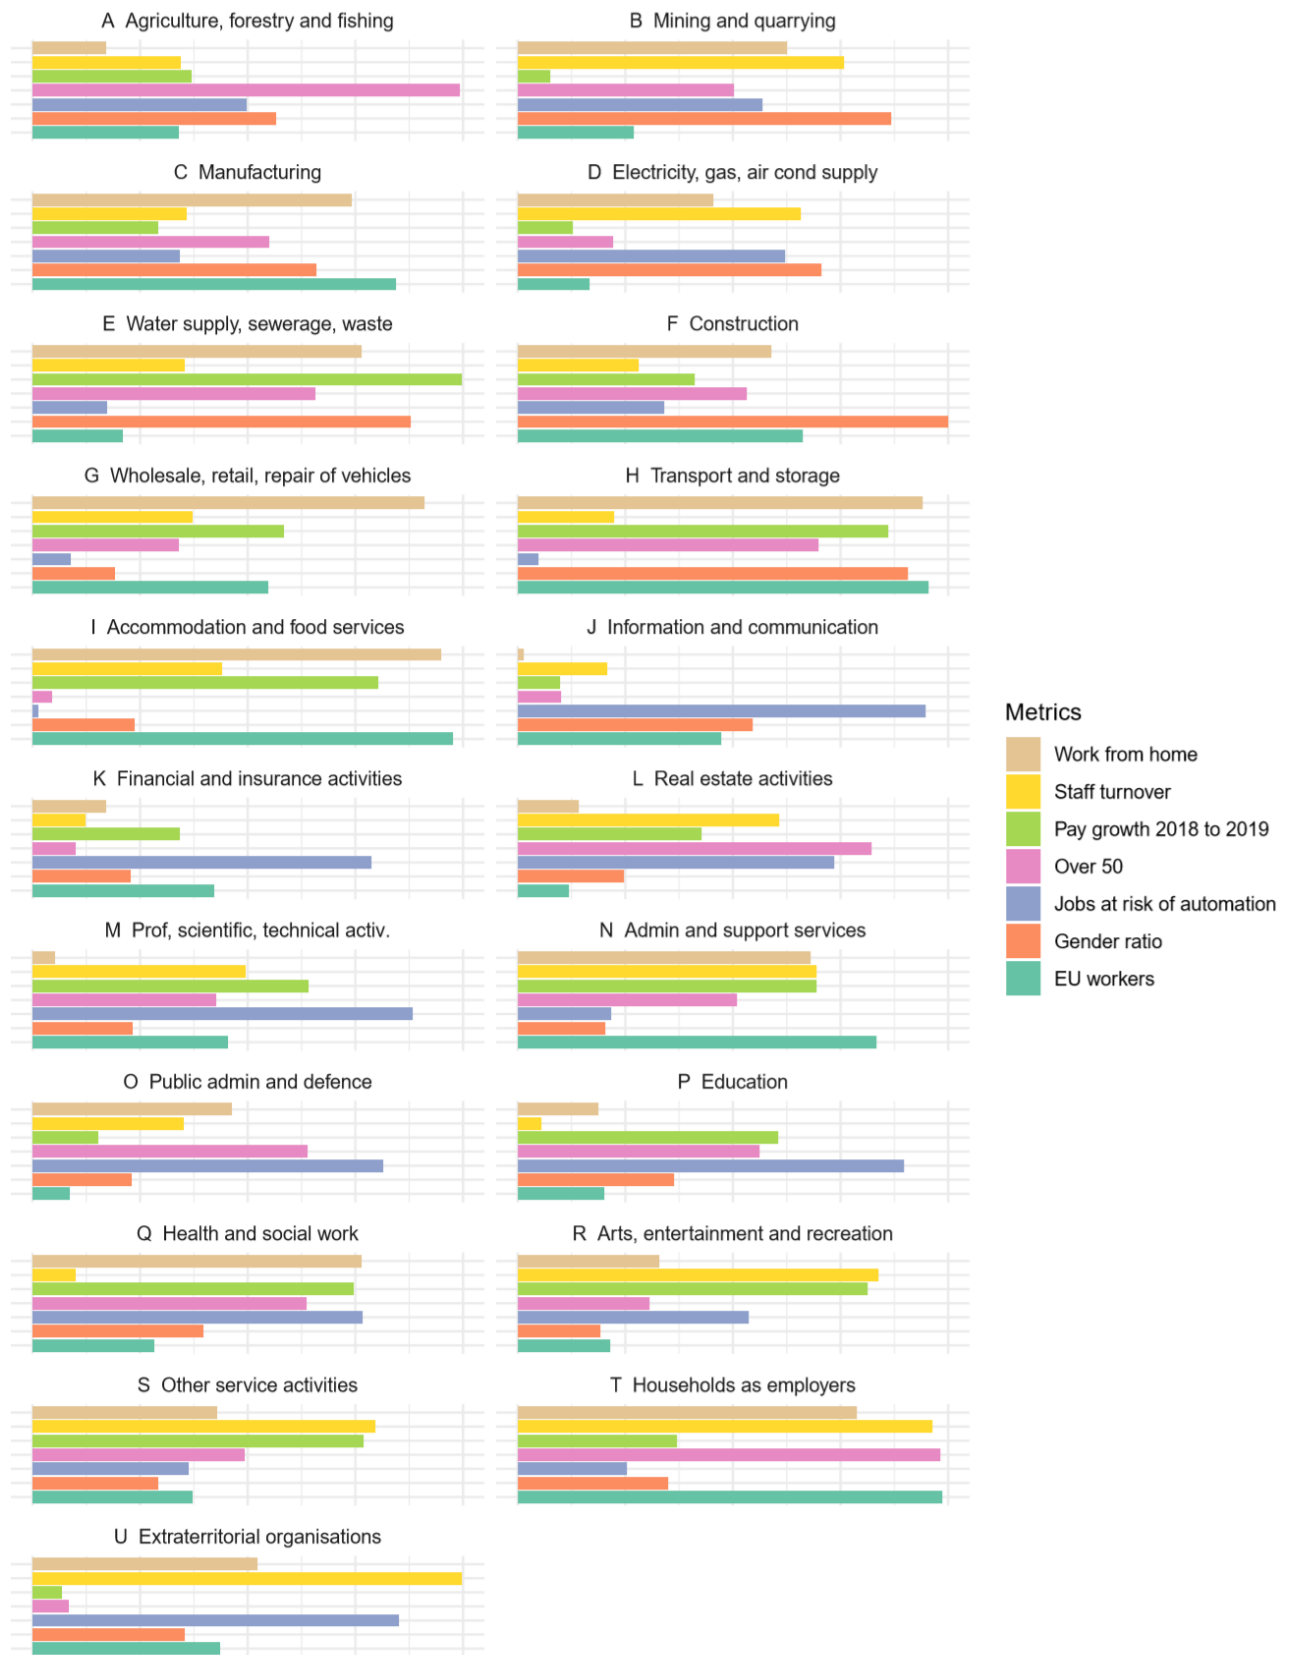 A Agriculture, forestry and fishing
B Mining and quarrying
C Manufacturing
D Electricity, gas, air cond supply
E Water supply, sewerage, waste
F Construction
G Wholesale, retail, repair of vehicles
H Transport and storage
I Accommodation and food services
J Information and communication
K Financial and insurance activities
L Real estate activities
M Prof, scientific, technical activ.
N Admin and support services
O Public admin and defence
P Education
Q Health and social work
R Arts, entertainment and recreation
S Other service activities
T Households as employers
U Extraterritorial organisations
Metrics
Work from home
Staff turnover
Pay growth 2018 to 2019
Over 50
Jobs at risk of automation
Gender ratio
EU workers